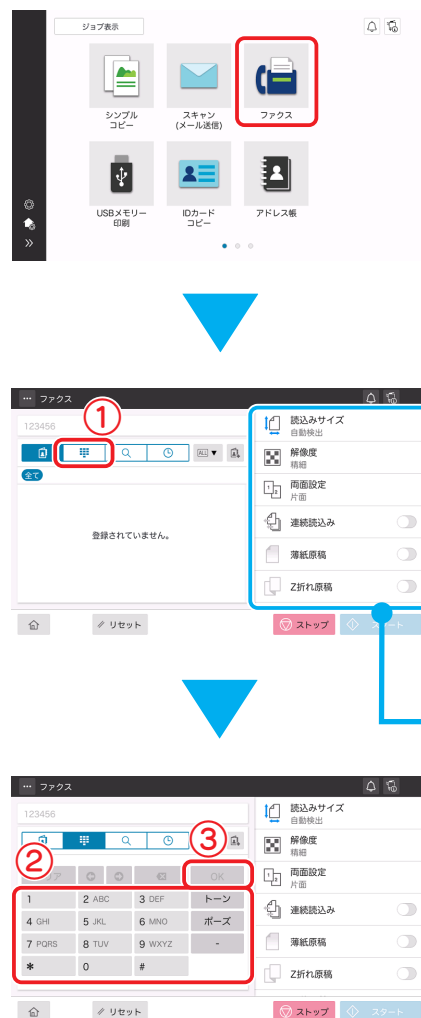 ジョブ表示
シンプル
コピー
スキャン
(メール送信)
ファクス
USBメモリー
印刷
IDカード
コピー
アドレス帳
ファクス
①
123456
読込みサイズ
自動検出
ALL ▼
解像度
精細
全て
両面設定
片面
登録されていません。
連続読込み
薄紙原稿
Z折れ原稿
リセット
ストップ
スタート
ファクス
123456
読込みサイズ
自動検出
②
③
解像度
精細
OK
両面設定
片面
1
2 ABC
3 DEF
トーン
4 GHI
5 JKL
6 MNO
ポーズ
連続読込み
7 PQRS
8 TUV
9 WXYZ
-
薄紙原稿
*
0
#
Z折れ原稿
リセット
ストップ
スタート